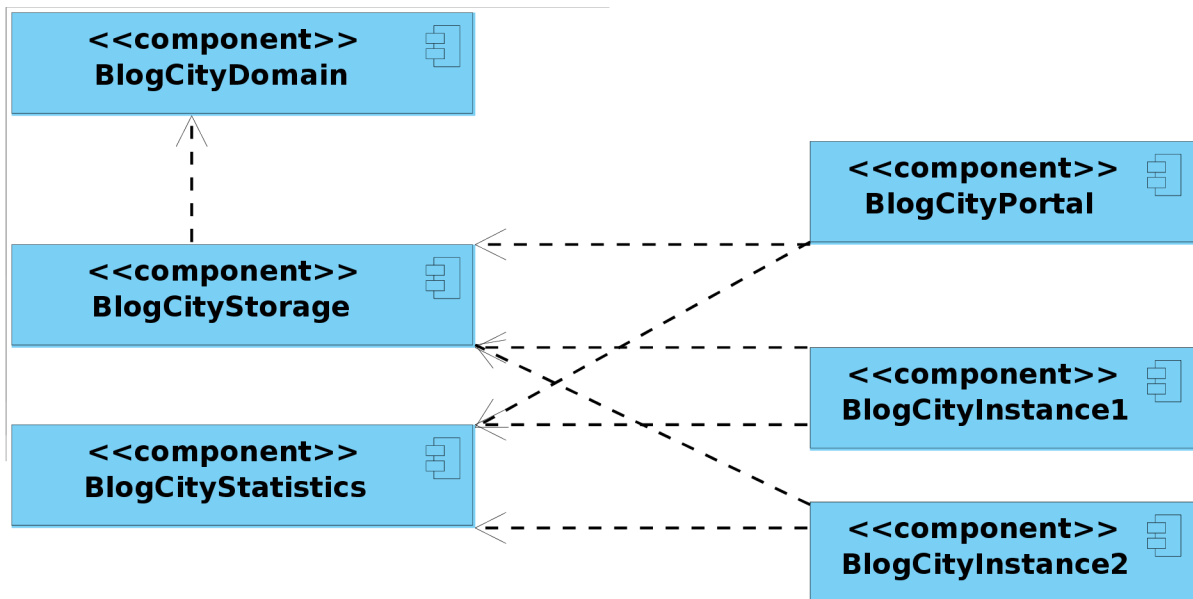 <<component>>
BlogCityDomain
<<component>>
BlogCityPortal
<<component>>
BlogCityStorage
<<component>>
BlogCityInstance1
<<component>>
BlogCityStatistics
<<component>>
BlogCityInstance2